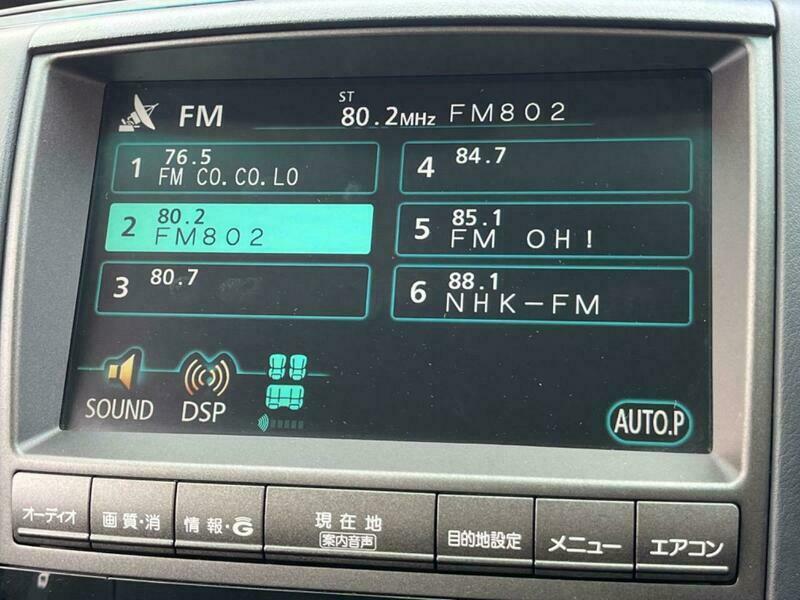 FM
ST
80.2MHz FM802
1 76.5
FM CO.CO.LO
2 80.2
FM802
3 80.7
4 84.7
5 85.1
FM OH!
6 88.1
NHK-FM
SOUND
DSP
AUTO.P
オーディオ
画質・消
情報・G
現在地
案内音声
目的地設定
メニュー
エアコン